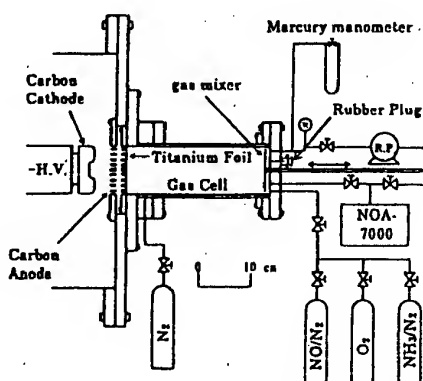 Marcury manometer
gas mixer
Rubber Plug
Carbon
Cathode
R.P
-H.V.
Titanium Foil
Gas Cell
NOA-
7000
Carbon
Anode
0 10 cm
N2
NO/N2
O2
NH3/N2